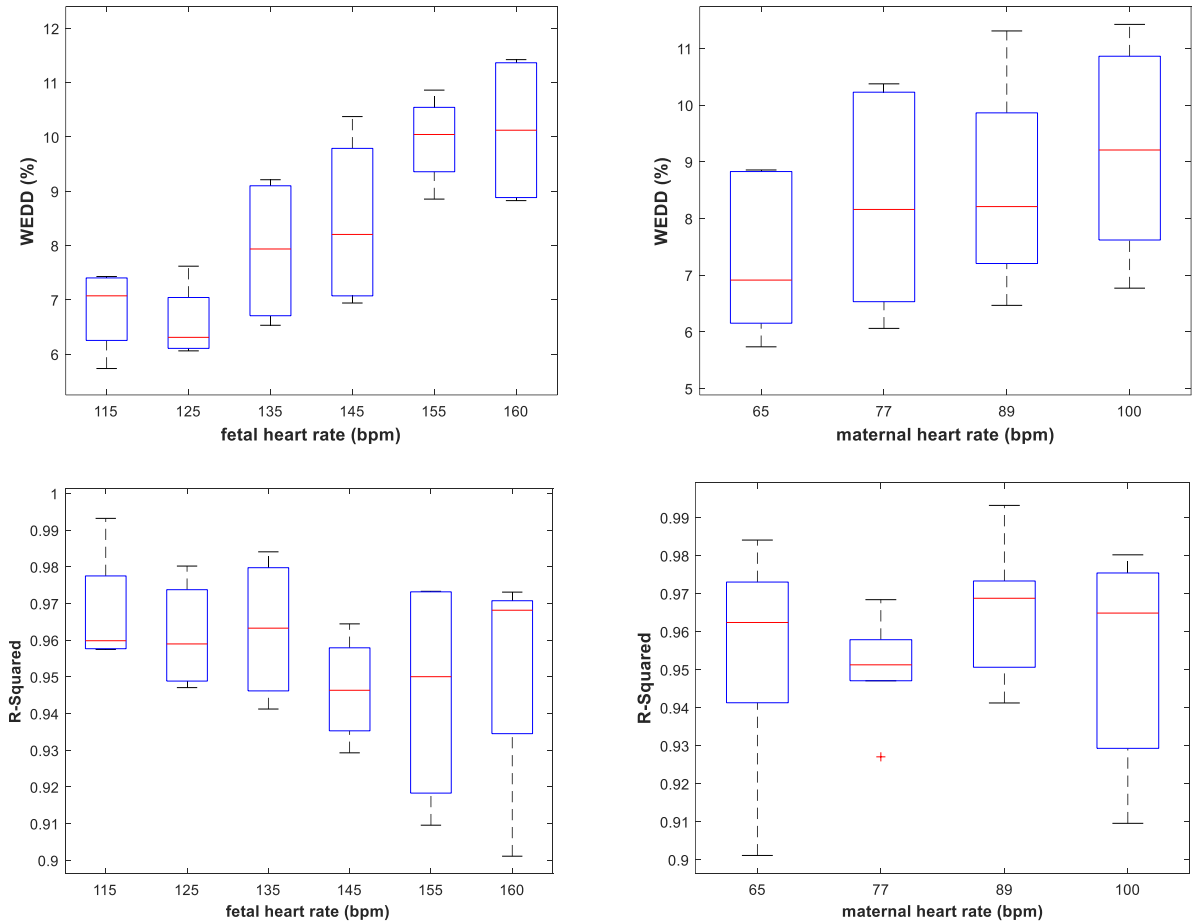 12
11
10
9
8
7
6
WEDD (%)
115 125 135 145 155 160
fetal heart rate (bpm)
11
10
9
8
7
6
5
WEDD (%)
65 77 89 100
maternal heart rate (bpm)
1
0.99
0.98
0.97
0.96
0.95
0.94
0.93
0.92
0.91
0.9
R-Squared
115 125 135 145 155 160
fetal heart rate (bpm)
0.99
0.98
0.97
0.96
0.95
0.94
0.93
0.92
0.91
0.9
R-Squared
65 77 89 100
maternal heart rate (bpm)